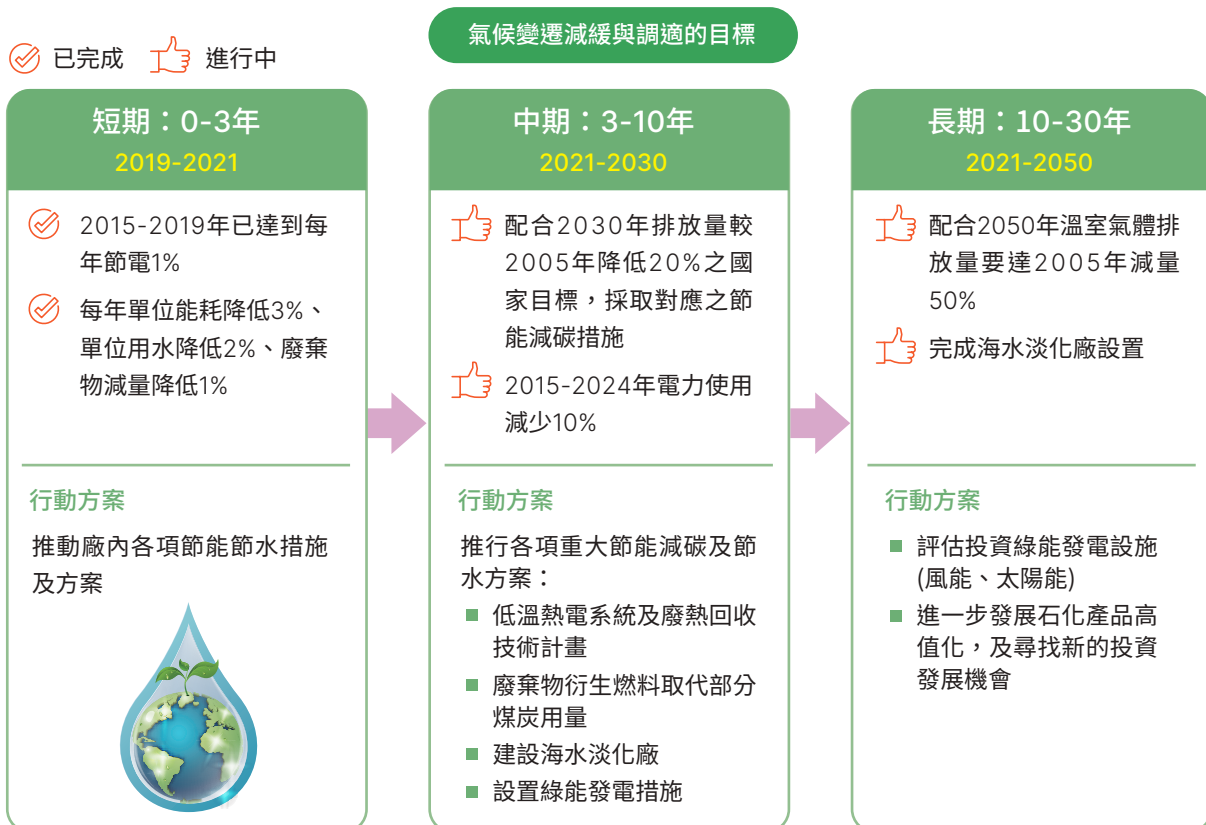 氣候變遷減緩與調適的目標
已完成 進行中
短期：0-3年
2019-2021
2015-2019年已達到每
年節電1%
每年單位能耗降低3%、
單位用水降低2%、廢棄
物減量降低1%
行動方案
推動廠內各項節能節水措施
及方案
中期：3-10年
2021-2030
配合2030年排放量較
2005年降低20%之國
家目標，採取對應之節
能減碳措施
2015-2024年電力使用
減少10%
行動方案
推行各項重大節能減碳及節
水方案：
低溫熱電系統及廢熱回收
技術計畫
廢棄物衍生燃料取代部分
煤炭用量
建設海水淡化廠
設置綠能發電措施
長期：10-30年
2021-2050
配合2050年溫室氣體排
放量要達2005年減量
50%
完成海水淡化廠設置
行動方案
評估投資綠能發電設施
(風能、太陽能)
進一步發展石化產品高
值化，及尋找新的投資
發展機會